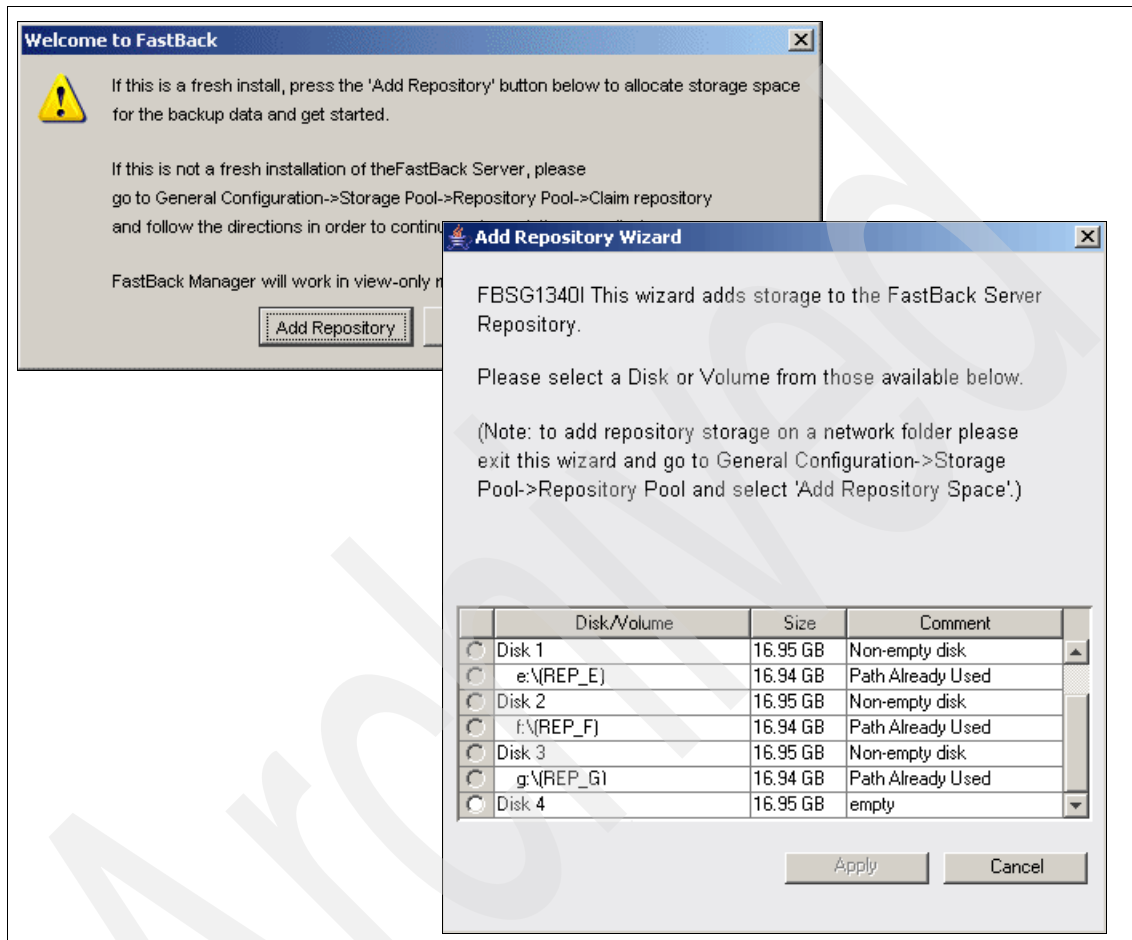 Welcome to FastBack
If this is a fresh install, press the 'Add Repository' button below to allocate storage space
for the backup data and get started.
If this is not a fresh installation of theFastBack Server, please
go to General Configuration->Storage Pool->Repository Pool->Claim repository
and follow the directions in order to continu
FastBack Manager will work in view-only
Add Repository
Add Repository Wizard
FBSG1340I This wizard adds storage to the FastBack Server
Repository.
Please select a Disk or Volume from those available below.
(Note: to add repository storage on a network folder please
exit this wizard and go to General Configuration->Storage
Pool->Repository Pool and select 'Add Repository Space'.)
Disk/Volume Size Comment
Disk 1 16.95 GB Non-empty disk
e:\(REP_E) 16.94 GB Path Already Used
Disk 2 16.95 GB Non-empty disk
f:\(REP_F) 16.94 GB Path Already Used
Disk 3 16.95 GB Non-empty disk
g:\(REP_G) 16.94 GB Path Already Used
Disk 4 16.95 GB empty
Apply Cancel
Archived